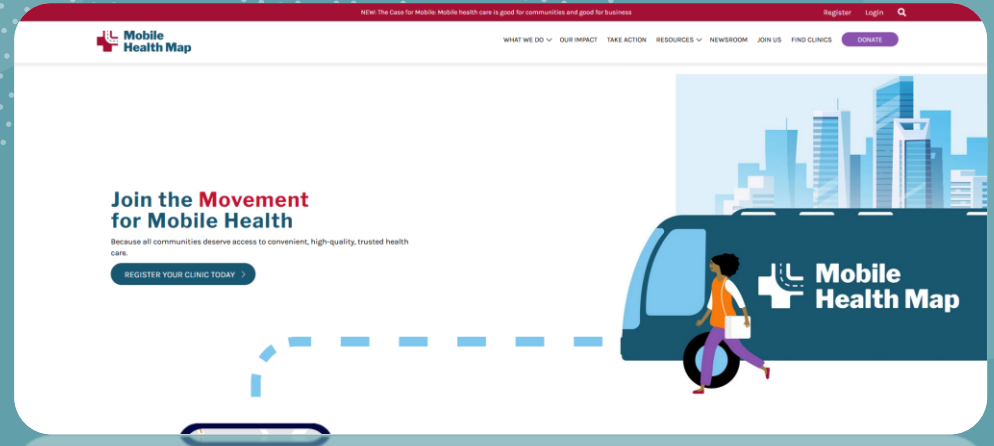 NEW: The Case for Mobile: Mobile health care is good for communities and good for business
Register Login
Mobile
Health Map
WHAT WE DO OUR IMPACT TAKE ACTION RESOURCES NEWSROOM JOIN US FIND CLINICS DONATE
Join the Movement
for Mobile Health
Because all communities deserve access to convenient, high-quality, trusted health
care.
REGISTER YOUR CLINIC TODAY
Mobile
Health Map